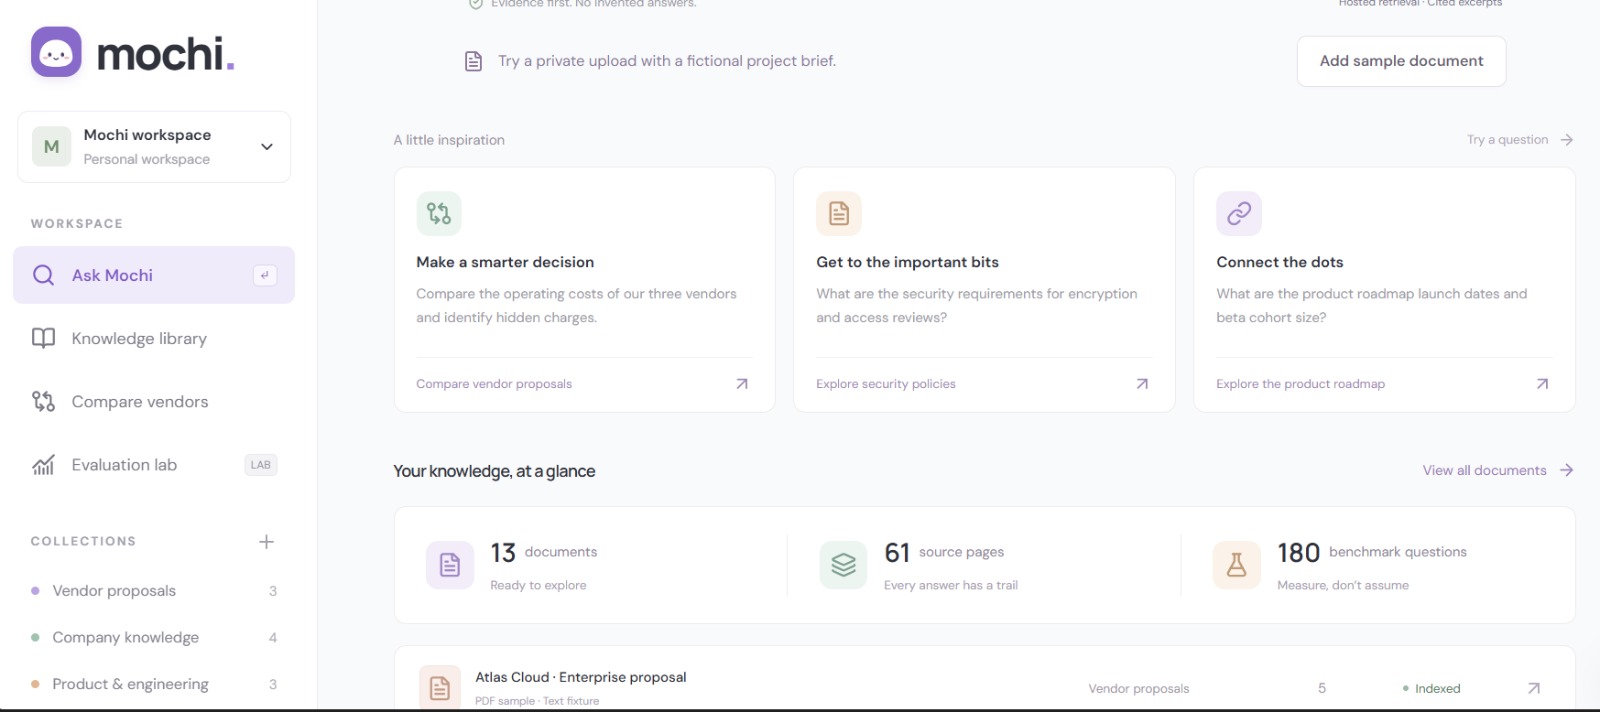 mochi.
M
Mochi workspace
Personal workspace
WORKSPACE
Ask Mochi
Knowledge library
Compare vendors
Evaluation lab
LAB
COLLECTIONS
Vendor proposals
3
Company knowledge
4
Product & engineering
3
Evidence first. No invented answers.
Hosted retrieval · Cited excerpts
Try a private upload with a fictional project brief.
Add sample document
A little inspiration
Try a question
Make a smarter decision
Compare the operating costs of our three vendors
and identify hidden charges.
Compare vendor proposals
Get to the important bits
What are the security requirements for encryption
and access reviews?
Explore security policies
Connect the dots
What are the product roadmap launch dates and
beta cohort size?
Explore the product roadmap
Your knowledge, at a glance
View all documents
13 documents
Ready to explore
61 source pages
Every answer has a trail
180 benchmark questions
Measure, don't assume
Atlas Cloud · Enterprise proposal
PDF sample · Text fixture
Vendor proposals
5
Indexed